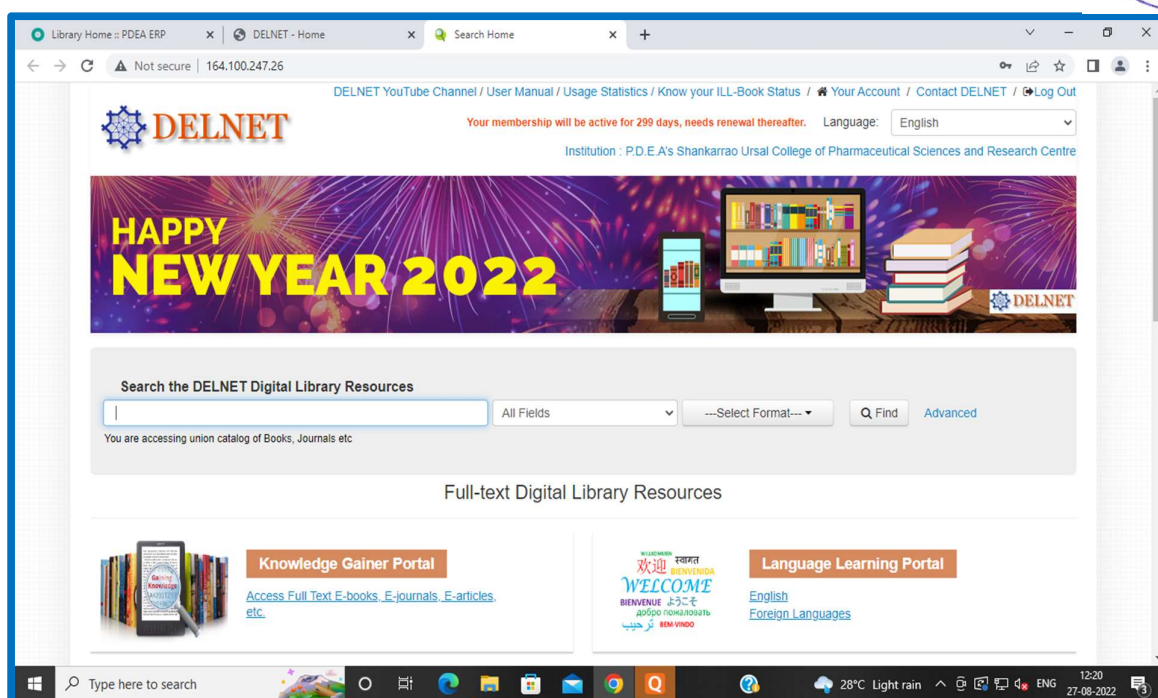 Library Home :: PDEA ERP
DELNET - Home
Search Home
Not secure | 164.100.247.26
DELNET YouTube Channel / User Manual / Usage Statistics / Know your ILL-Book Status / Your Account / Contact DELNET / Log Out
DELNET
Your membership will be active for 299 days, needs renewal thereafter. Language: English
Institution : P.D.E.A's Shankarrao Ursal College of Pharmaceutical Sciences and Research Centre
HAPPY
NEW YEAR 2022
DELNET
Search the DELNET Digital Library Resources
All Fields
---Select Format---
Find
Advanced
You are accessing union catalog of Books, Journals etc
Full-text Digital Library Resources
Gaining
Knowledge
Knowledge Gainer Portal
Access Full Text E-books, E-journals, E-articles,
etc.
欢迎 स्वागत
BIENVENIDA
WELCOME
BIENVENUE ようこそ
добро пожаловать
BEM-VINDO
Language Learning Portal
English
Foreign Languages
Type here to search
Q
28°C Light rain
ENG
12:20
27-08-2022
3